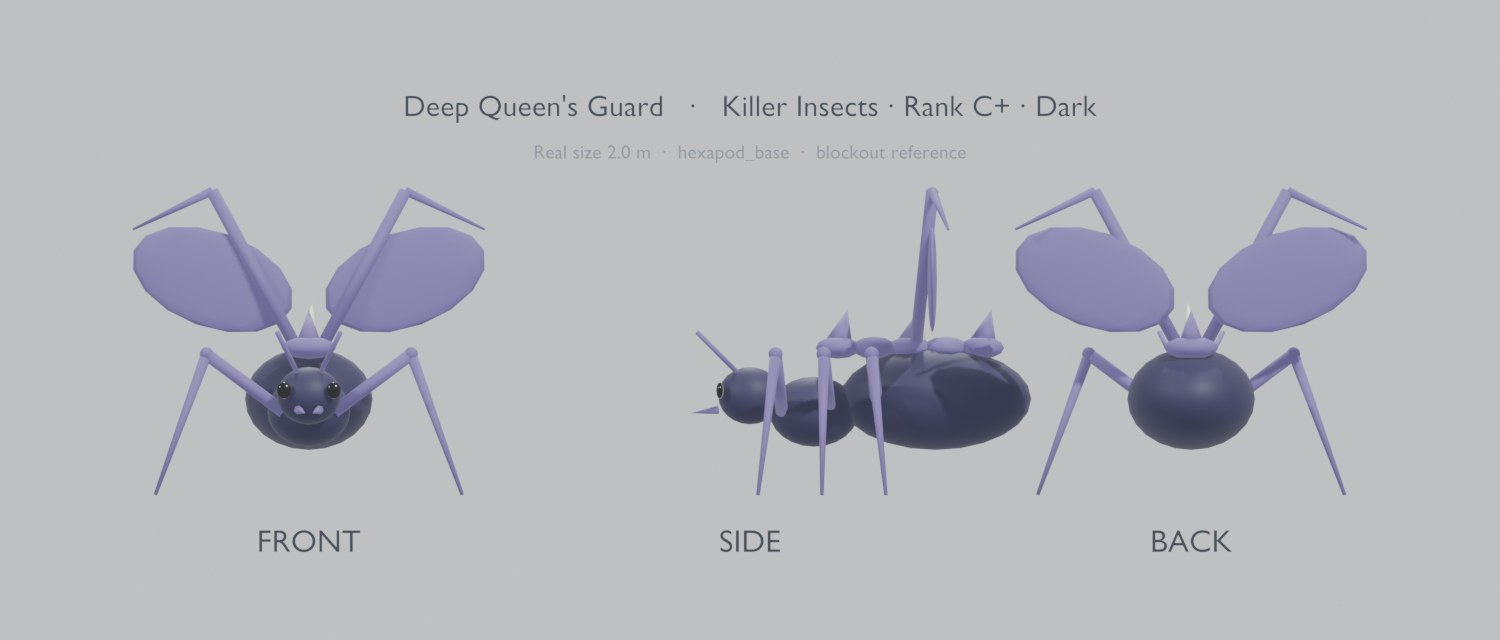 Deep Queen's Guard · Killer Insects · Rank C+ · Dark
Real size 2.0 m · hexapod_base · blockout reference
FRONT
SIDE
BACK